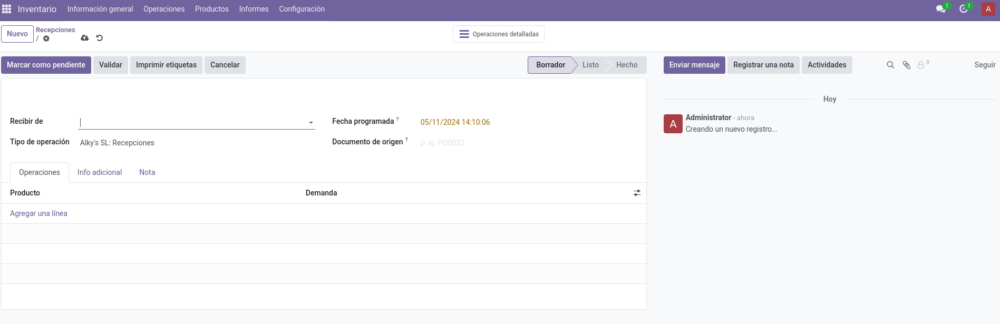 Inventario Información general Operaciones Productos Informes Configuración 1 1 A
Nuevo Recepciones
/
Operaciones detalladas
Marcar como pendiente Validar Imprimir etiquetas Cancelar Borrador Listo Hecho Enviar mensaje Registrar una nota Actividades 0 Seguir
Hoy
Recibir de Fecha programada ? 05/11/2024 14:10:06
A Administrator - ahora
Creando un nuevo registro...
Tipo de operación Alky's SL: Recepciones Documento de origen ? p. ej. PO0032
Operaciones Info adicional Nota
Producto Demanda
Agregar una línea